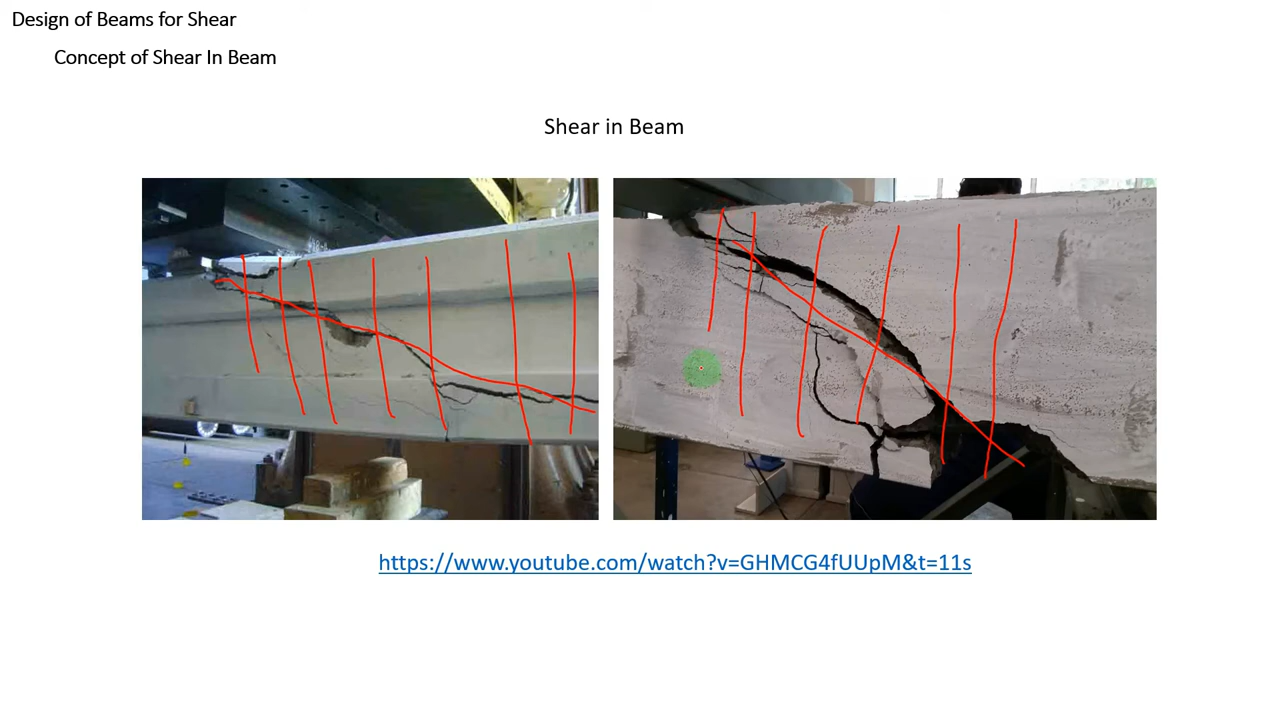 Design of Beams for Shear
Concept of Shear In Beam
Shear in Beam
https://www.youtube.com/watch?v=GHMCG4fUUpM&t=11s